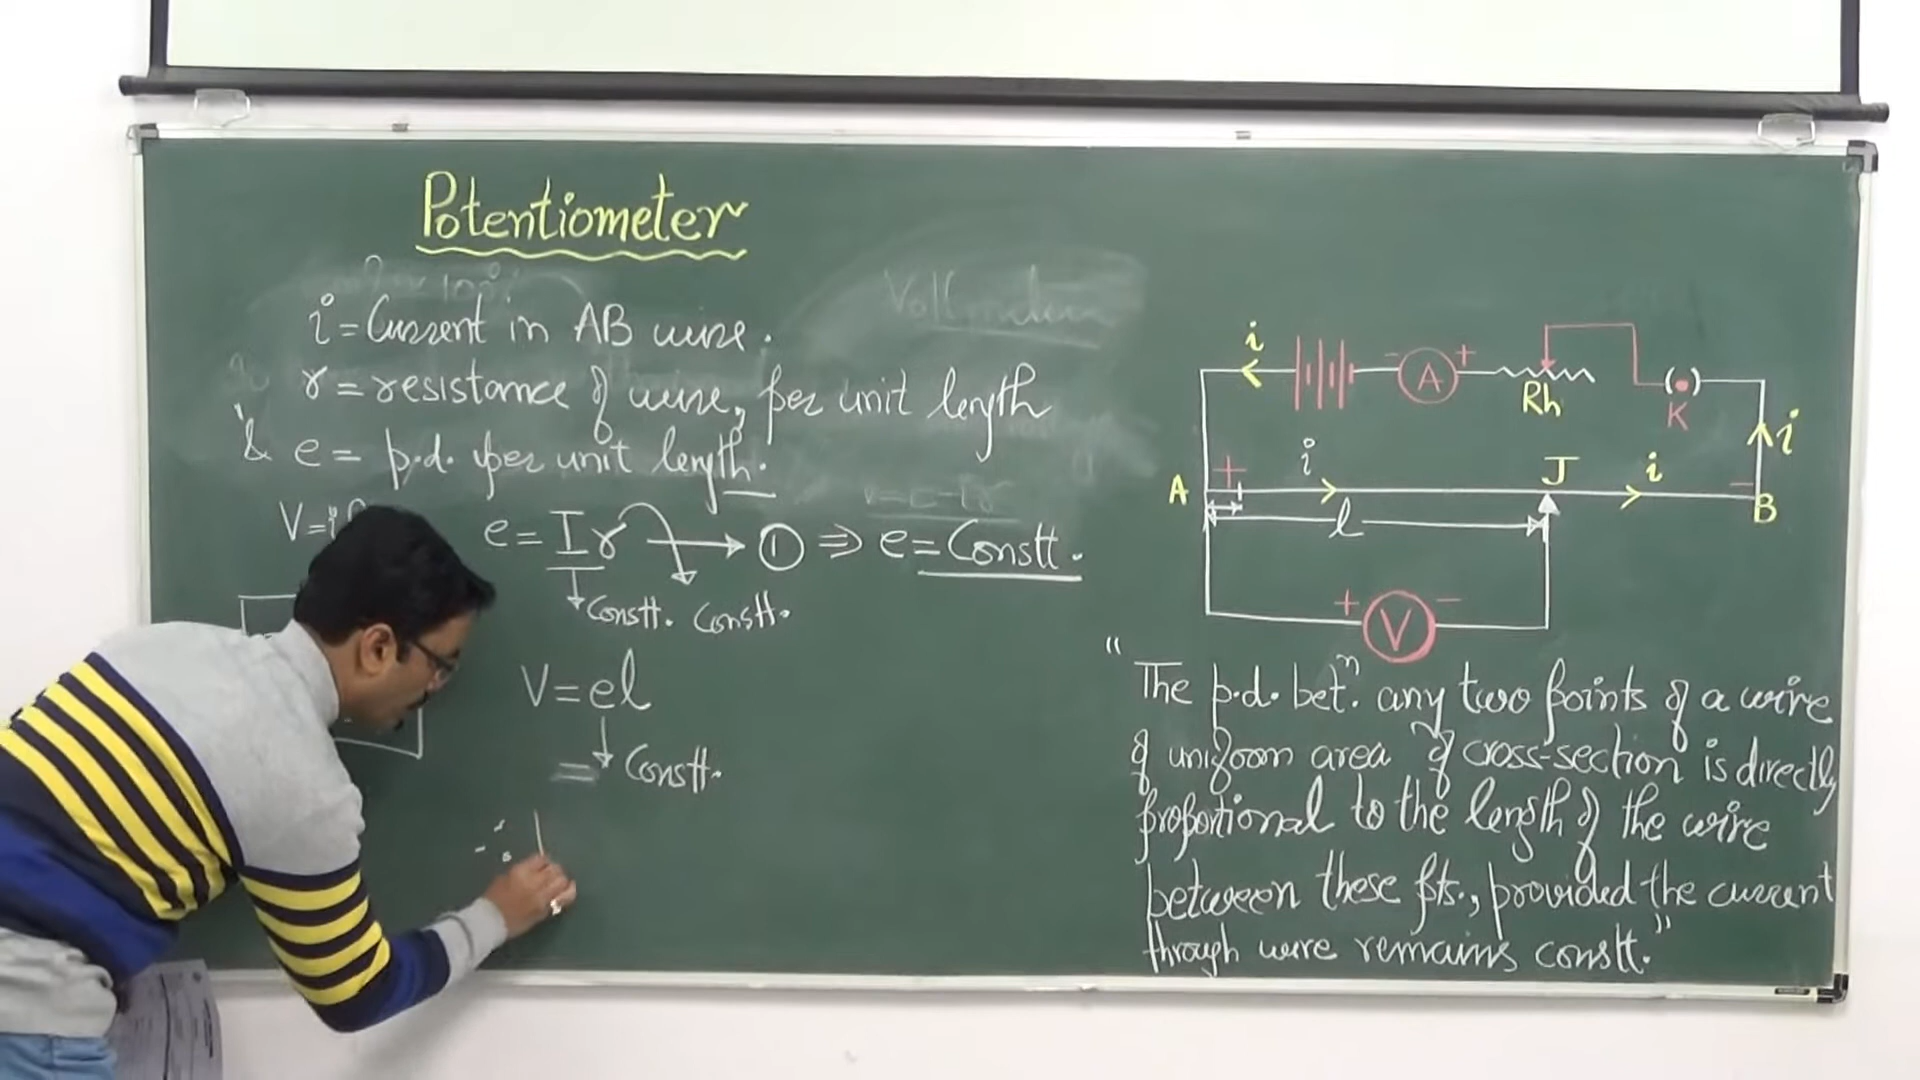 Potentiometer
i = Current in AB wire.
r = resistance of wire, per unit length
& e = p.d. per unit length.
V=i
e = Ir → ① ⇒ e = Constt.
Constt. Constt.
V = el
= Constt.
∴
i
- A +
Rh
(•)
K
i
A
+
i
J
i
-
B
l
+ V -
"The p.d. betⁿ. any two points of a wire
of uniform area of cross-section is directly
proportional to the length of the wire
between these pts., provided the current
through wire remains constt."